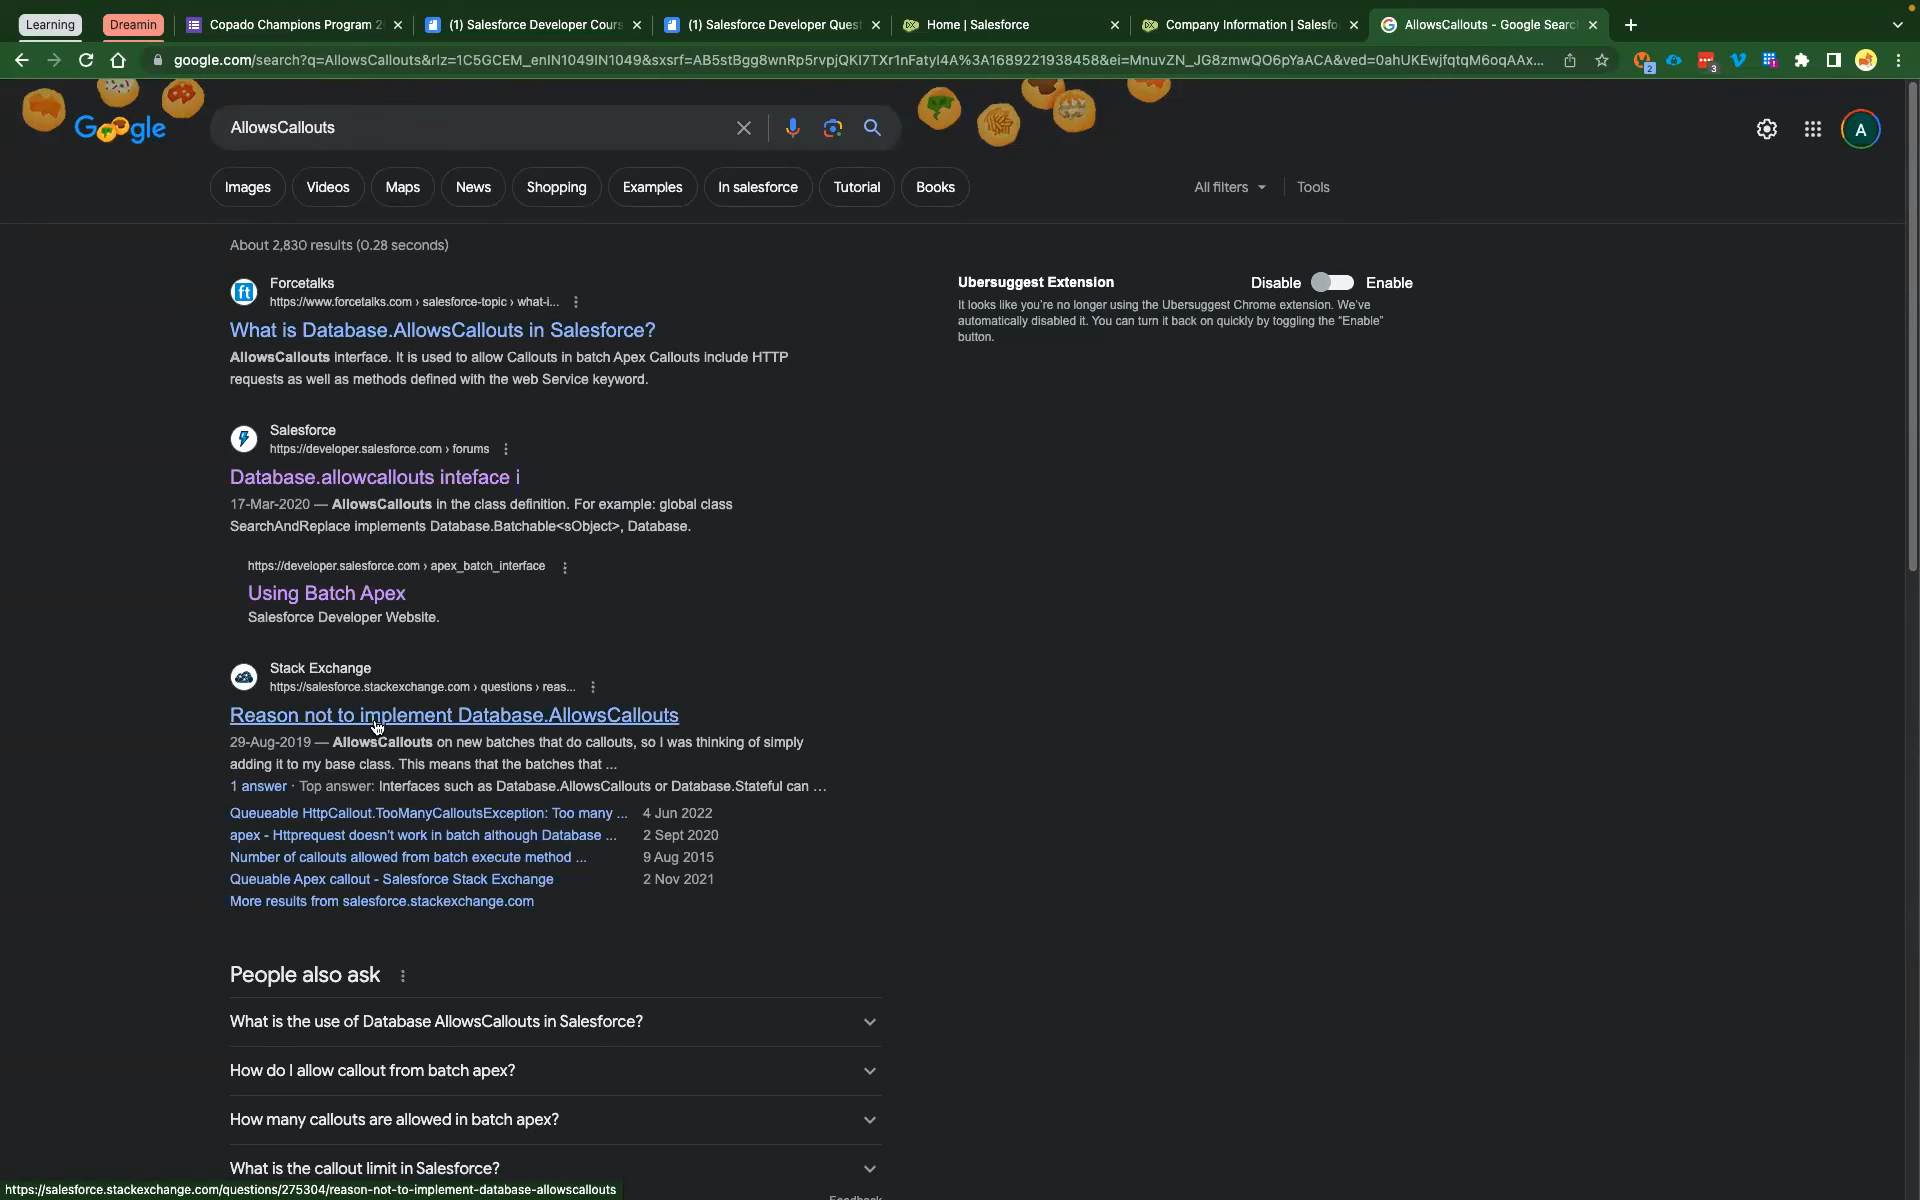 Learning
Dreamin
Copado Champions Program 2
(1) Salesforce Developer Cours
(1) Salesforce Developer Quest
Home | Salesforce
Company Information | Salesfo
AllowsCallouts - Google Search
google.com/search?q=AllowsCallouts&rlz=1C5GCEM_enIN1049IN1049&sxsrf=AB5stBgg8wnRp5rvpjQKI7TXr1nFatyI4A%3A1689221938458&ei=MnuvZN_JG8zmwQO6pYaACA&ved=0ahUKEwjfqtqM6oqAAx...
2
3
Google
AllowsCallouts
A
Images
Videos
Maps
News
Shopping
Examples
In salesforce
Tutorial
Books
All filters
Tools
About 2,830 results (0.28 seconds)
ft
Forcetalks
https://www.forcetalks.com › salesforce-topic › what-i...
What is Database.AllowsCallouts in Salesforce?
AllowsCallouts interface. It is used to allow Callouts in batch Apex Callouts include HTTP
requests as well as methods defined with the web Service keyword.
Salesforce
https://developer.salesforce.com › forums
Database.allowcallouts inteface i
17-Mar-2020 — AllowsCallouts in the class definition. For example: global class
SearchAndReplace implements Database.Batchable<sObject>, Database.
https://developer.salesforce.com › apex_batch_interface
Using Batch Apex
Salesforce Developer Website.
Stack Exchange
https://salesforce.stackexchange.com › questions › reas...
Reason not to implement Database.AllowsCallouts
29-Aug-2019 — AllowsCallouts on new batches that do callouts, so I was thinking of simply
adding it to my base class. This means that the batches that ...
1 answer · Top answer: Interfaces such as Database.AllowsCallouts or Database.Stateful can ...
Queueable HttpCallout.TooManyCalloutsException: Too many ... 4 Jun 2022
apex - Httprequest doesn't work in batch although Database ... 2 Sept 2020
Number of callouts allowed from batch execute method ... 9 Aug 2015
Queuable Apex callout - Salesforce Stack Exchange 2 Nov 2021
More results from salesforce.stackexchange.com
People also ask
What is the use of Database AllowsCallouts in Salesforce?
How do I allow callout from batch apex?
How many callouts are allowed in batch apex?
What is the callout limit in Salesforce?
Feedback
https://salesforce.stackexchange.com/questions/275304/reason-not-to-implement-database-allowscallouts
Ubersuggest Extension
Disable
Enable
It looks like you're no longer using the Ubersuggest Chrome extension. We've
automatically disabled it. You can turn it back on quickly by toggling the "Enable"
button.